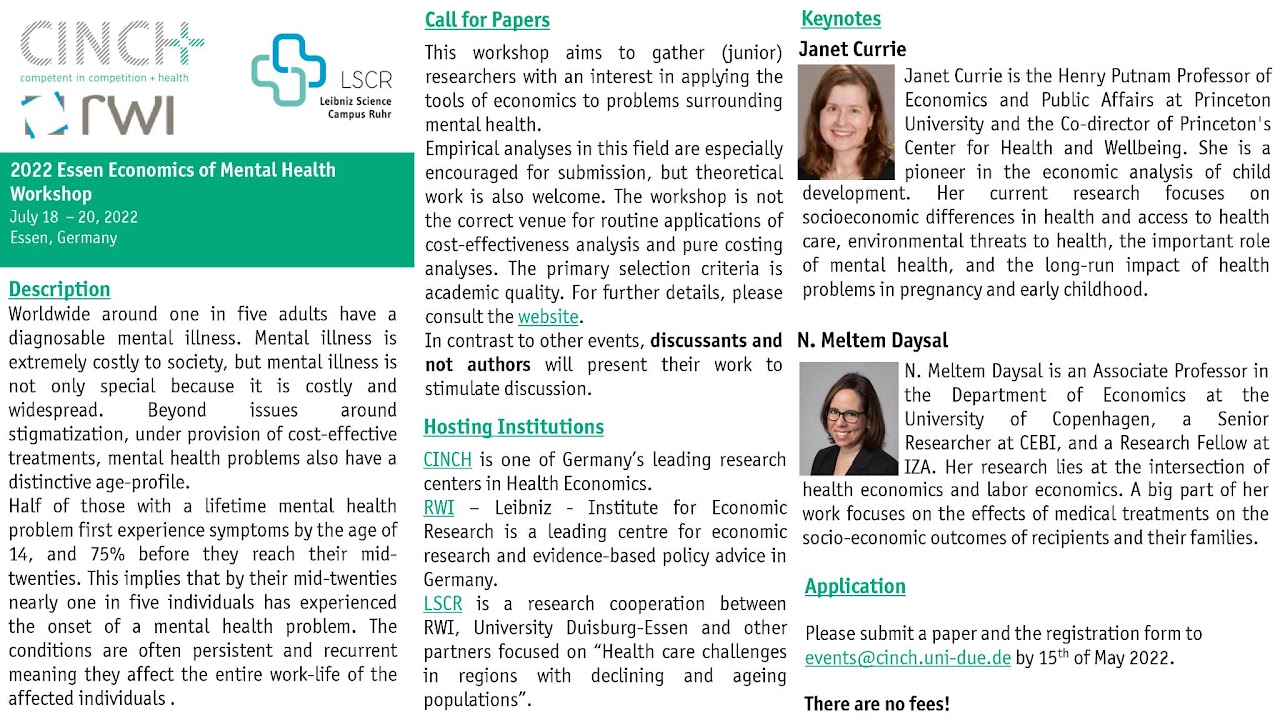 CINCH+
competent in competition + health
rwi
LSCR
Leibniz Science
Campus Ruhr
2022 Essen Economics of Mental Health
Workshop
July 18 – 20, 2022
Essen, Germany
Description
Worldwide around one in five adults have a
diagnosable mental illness. Mental illness is
extremely costly to society, but mental illness is
not only special because it is costly and
widespread. Beyond issues around
stigmatization, under provision of cost-effective
treatments, mental health problems also have a
distinctive age-profile.
Half of those with a lifetime mental health
problem first experience symptoms by the age of
14, and 75% before they reach their mid-
twenties. This implies that by their mid-twenties
nearly one in five individuals has experienced
the onset of a mental health problem. The
conditions are often persistent and recurrent
meaning they affect the entire work-life of the
affected individuals .
Call for Papers
This workshop aims to gather (junior)
researchers with an interest in applying the
tools of economics to problems surrounding
mental health.
Empirical analyses in this field are especially
encouraged for submission, but theoretical
work is also welcome. The workshop is not
the correct venue for routine applications of
cost-effectiveness analysis and pure costing
analyses. The primary selection criteria is
academic quality. For further details, please
consult the website.
In contrast to other events, discussants and
not authors will present their work to
stimulate discussion.
Hosting Institutions
CINCH is one of Germany’s leading research
centers in Health Economics.
RWI – Leibniz - Institute for Economic
Research is a leading centre for economic
research and evidence-based policy advice in
Germany.
LSCR is a research cooperation between
RWI, University Duisburg-Essen and other
partners focused on “Health care challenges
in regions with declining and ageing
populations”.
Keynotes
Janet Currie
Janet Currie is the Henry Putnam Professor of
Economics and Public Affairs at Princeton
University and the Co-director of Princeton's
Center for Health and Wellbeing. She is a
pioneer in the economic analysis of child
development. Her current research focuses on
socioeconomic differences in health and access to health
care, environmental threats to health, the important role
of mental health, and the long-run impact of health
problems in pregnancy and early childhood.
N. Meltem Daysal
N. Meltem Daysal is an Associate Professor in
the Department of Economics at the
University of Copenhagen, a Senior
Researcher at CEBI, and a Research Fellow at
IZA. Her research lies at the intersection of
health economics and labor economics. A big part of her
work focuses on the effects of medical treatments on the
socio-economic outcomes of recipients and their families.
Application
Please submit a paper and the registration form to
events@cinch.uni-due.de by 15th of May 2022.
There are no fees!